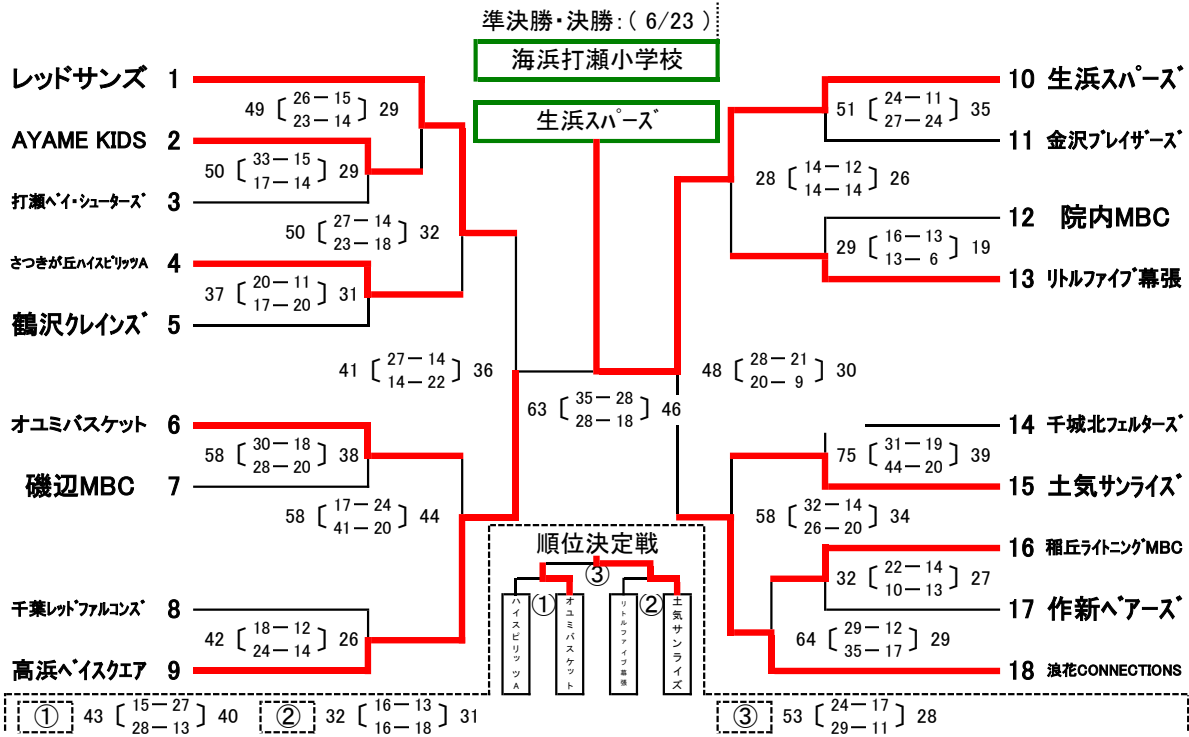 準決勝・決勝:( 6/23 )
海浜打瀬小学校
生浜スパーズ
レッドサンズ 1
49 〔 26－15 23－14 〕 29
AYAME KIDS 2
50 〔 33－15 17－14 〕 29
打瀬ベイ・シューターズ 3
50 〔 27－14 23－18 〕 32
さつきが丘ハイスピリッツA 4
37 〔 20－11 17－20 〕 31
鶴沢クレインズ 5
41 〔 27－14 14－22 〕 36
オユミバスケット 6
58 〔 30－18 28－20 〕 38
磯辺MBC 7
58 〔 17－24 41－20 〕 44
千葉レッドファルコンズ 8
42 〔 18－12 24－14 〕 26
高浜ベイスクエア 9
63 〔 35－28 28－18 〕 46
10 生浜スパーズ
51 〔 24－11 27－24 〕 35
11 金沢ブレイザーズ
28 〔 14－12 14－14 〕 26
12 院内MBC
29 〔 16－13 13－6 〕 19
13 リトルファイブ幕張
48 〔 28－21 20－9 〕 30
14 千城北フェルターズ
75 〔 31－19 44－20 〕 39
15 土気サンライズ
58 〔 32－14 26－20 〕 34
16 稲丘ライトニングMBC
32 〔 22－14 10－13 〕 27
17 作新ベアーズ
64 〔 29－12 35－17 〕 29
18 浪花CONNECTIONS
順位決定戦
③
① ②
ハイスピリッツA
オユミバスケット
リトルファイブ幕張
土気サンライズ
① 43 〔 15－27 28－13 〕 40
② 32 〔 16－13 16－18 〕 31
③ 53 〔 24－17 29－11 〕 28